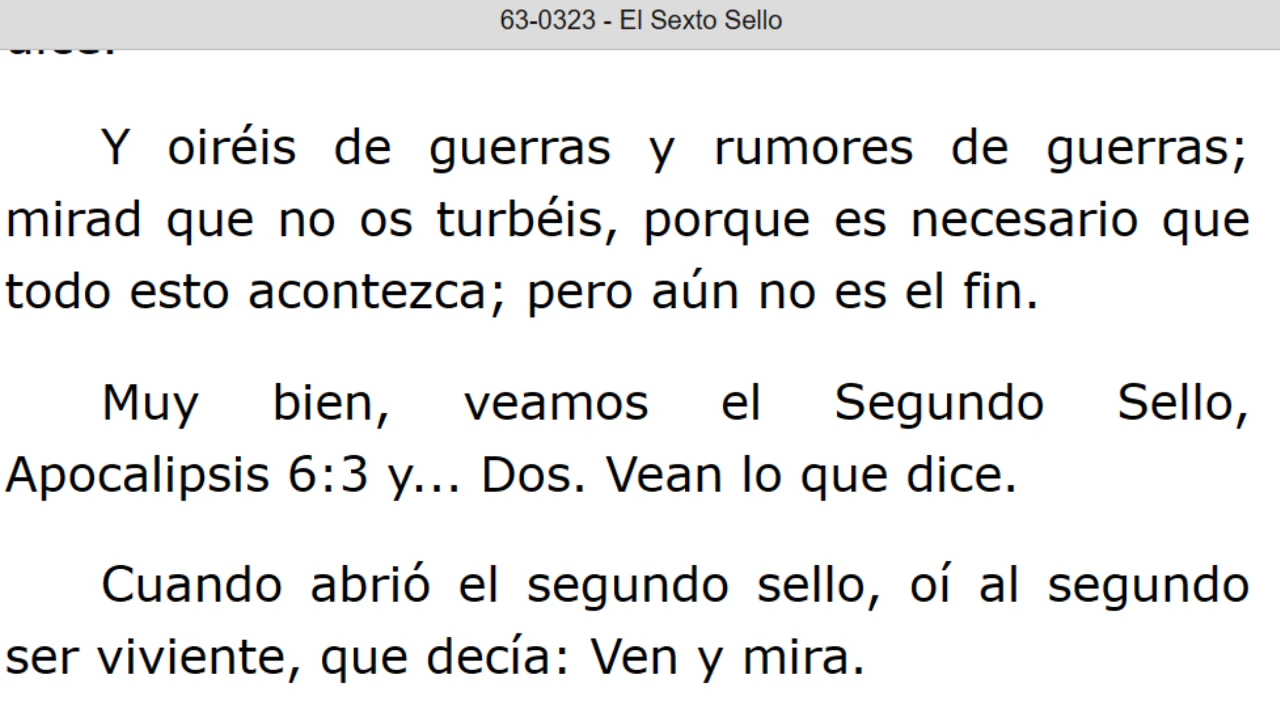 63-0323 - El Sexto Sello
Y oiréis de guerras y rumores de guerras;
mirad que no os turbéis, porque es necesario que
todo esto acontezca; pero aún no es el fin.
Muy bien, veamos el Segundo Sello,
Apocalipsis 6:3 y... Dos. Vean lo que dice.
Cuando abrió el segundo sello, oí al segundo
ser viviente, que decía: Ven y mira.